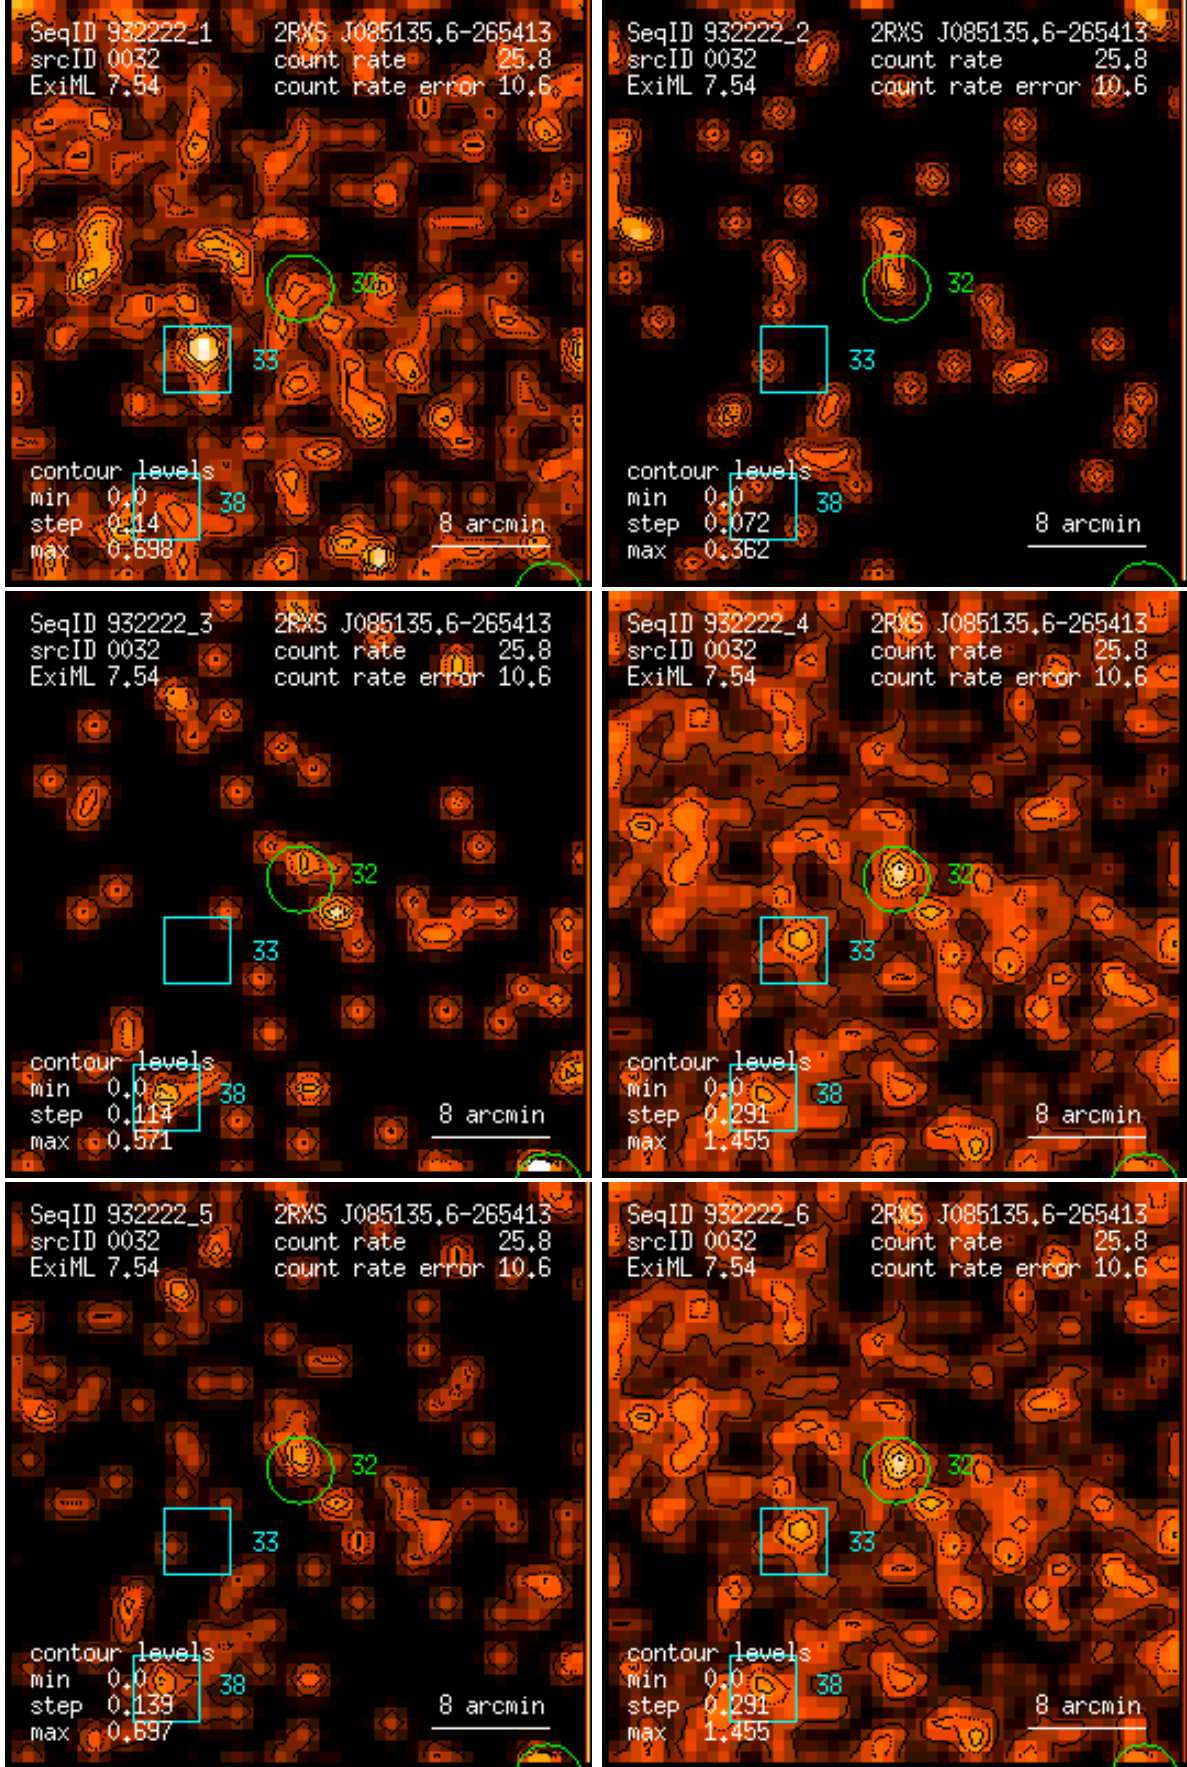 SeqID 932222_1 2RXS J085135.6-265413
srcID 0032 count rate 25.8
ExiML 7.54 count rate error 10.6
32
33
contour levels
min 0.0 38
step 0.14 8 arcmin
max 0.698
SeqID 932222_2 2RXS J085135.6-265413
srcID 0032 count rate 25.8
ExiML 7.54 count rate error 10.6
32
33
contour levels
min 0.0 38
step 0.072 8 arcmin
max 0.362
SeqID 932222_3 2RXS J085135.6-265413
srcID 0032 count rate 25.8
ExiML 7.54 count rate error 10.6
32
33
contour levels
min 0.0 38
step 0.114 8 arcmin
max 0.571
SeqID 932222_4 2RXS J085135.6-265413
srcID 0032 count rate 25.8
ExiML 7.54 count rate error 10.6
32
33
contour levels
min 0.0 38
step 0.291 8 arcmin
max 1.455
SeqID 932222_5 2RXS J085135.6-265413
srcID 0032 count rate 25.8
ExiML 7.54 count rate error 10.6
32
33
contour levels
min 0.0 38
step 0.139 8 arcmin
max 0.697
SeqID 932222_6 2RXS J085135.6-265413
srcID 0032 count rate 25.8
ExiML 7.54 count rate error 10.6
32
33
contour levels
min 0.0 38
step 0.291 8 arcmin
max 1.455